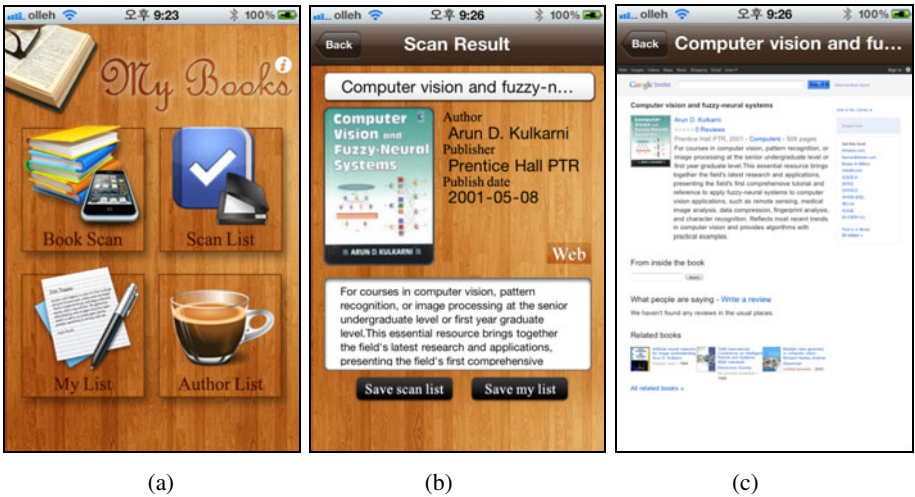 olleh 오후 9:23 100%
My Books
Book Scan
Scan List
My List
Author List
(a)
olleh 오후 9:26 100%
Back
Scan Result
Computer vision and fuzzy-n...
Computer
Vision and
Fuzzy-Neural
Systems
ARUN D. KULKARNI
Author
Arun D. Kulkarni
Publisher
Prentice Hall PTR
Publish date
2001-05-08
Web
For courses in computer vision, pattern
recognition, or image processing at the senior
undergraduate level or first year graduate
level.This essential resource brings together
the field's latest research and applications,
presenting the field's first comprehensive
Save scan list
Save my list
(b)
olleh 오후 9:26 100%
Back
Computer vision and fu...
Google books
Computer vision and fuzzy-neural systems
Computer
Vision and
Fuzzy-Neural
Systems
Arun D. Kulkarni
0 Reviews
Prentice Hall PTR, 2001 - Computers - 509 pages
For courses in computer vision, pattern recognition, or
image processing at the senior undergraduate level or
first year graduate level.This essential resource brings
together the field's latest research and applications,
presenting the field's first comprehensive tutorial and
reference to apply fuzzy-neural systems to computer
vision applications, such as remote sensing, medical
image analysis, data compression, fingerprint analysis,
and character recognition. Reflects most recent trends
in computer vision and provides algorithms with
practical examples.
From inside the book
What people are saying - Write a review
We haven't found any reviews in the usual places.
Related books
All related books »
(c)